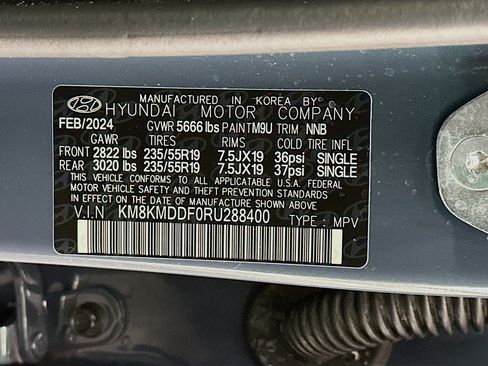 MANUFACTURED IN KOREA BY
HYUNDAI MOTOR COMPANY
FEB/2024 GVWR 5666 lbs PAINT M9U TRIM NNB
GAWR TIRES RIMS COLD TIRE INFL
FRONT 2822 lbs 235/55R19 7.5JX19 36psi SINGLE
REAR 3020 lbs 235/55R19 7.5JX19 37psi SINGLE
THIS VEHICLE CONFORMS TO ALL APPLICABLE U.S.A. FEDERAL
MOTOR VEHICLE SAFETY, BUMPER, AND THEFT PREVENTION STANDARDS
IN EFFECT ON THE DATE OF MANUFACTURE SHOWN ABOVE.
V.I.N KM8KMDDF0RU288400 TYPE : MPV